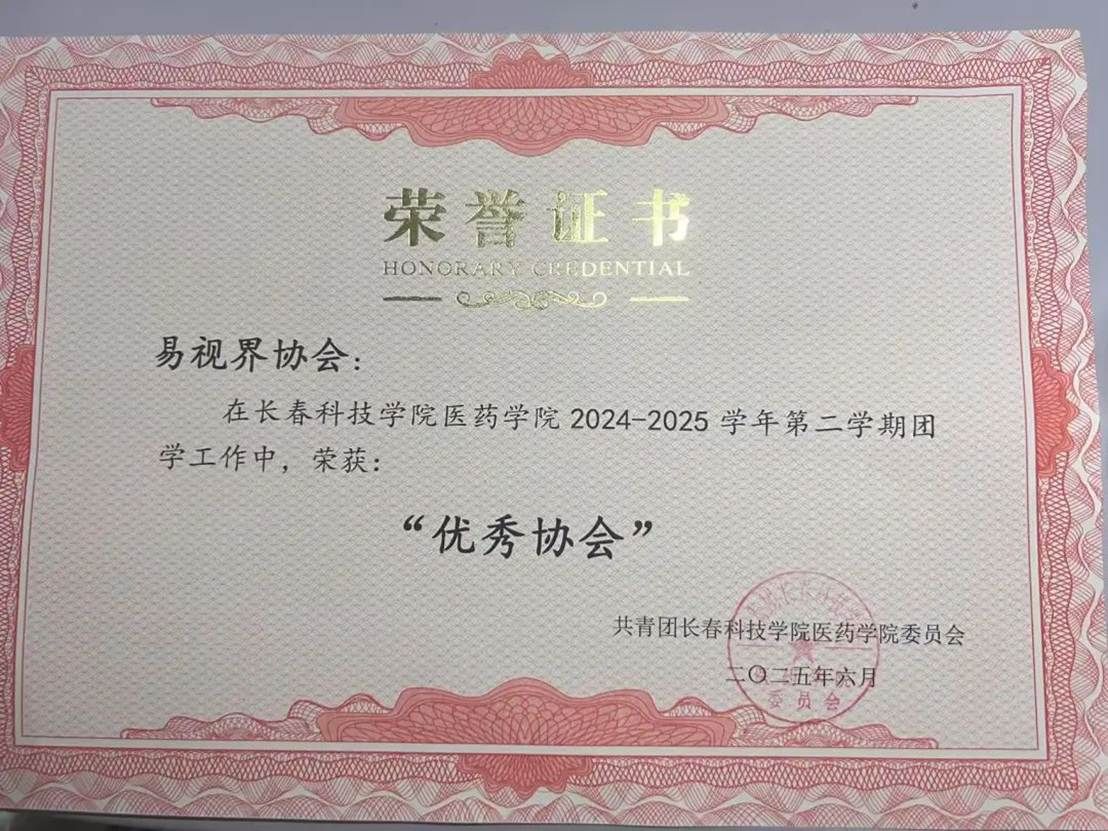 荣誉证书
HONORARY CREDENTIAL
易视界协会：
在长春科技学院医药学院 2024-2025 学年第二学期团
学工作中，荣获：
“优秀协会”
共青团长春科技学院医药学院委员会
二〇二五年六月
委员会